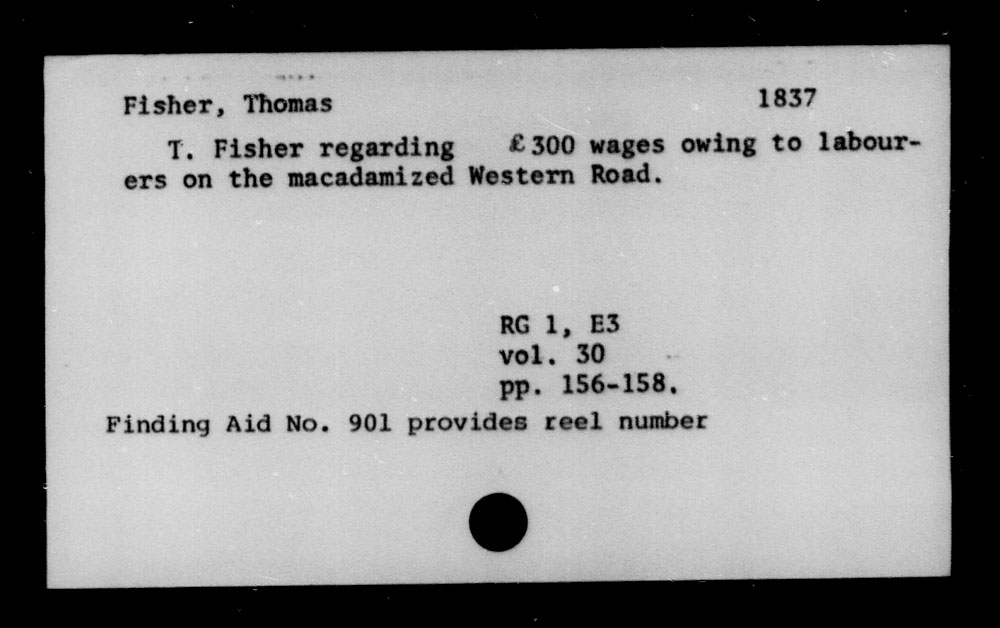 Fisher, Thomas 1837
T. Fisher regarding £300 wages owing to labour-
ers on the macadamized Western Road.
RG 1, E3
vol. 30
pp. 156-158.
Finding Aid No. 901 provides reel number